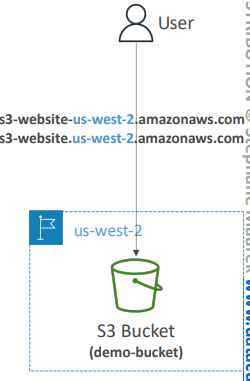 User
s3-website-us-west-2.amazonaws.com
s3-website.us-west-2.amazonaws.com
us-west-2
S3 Bucket
(demo-bucket)